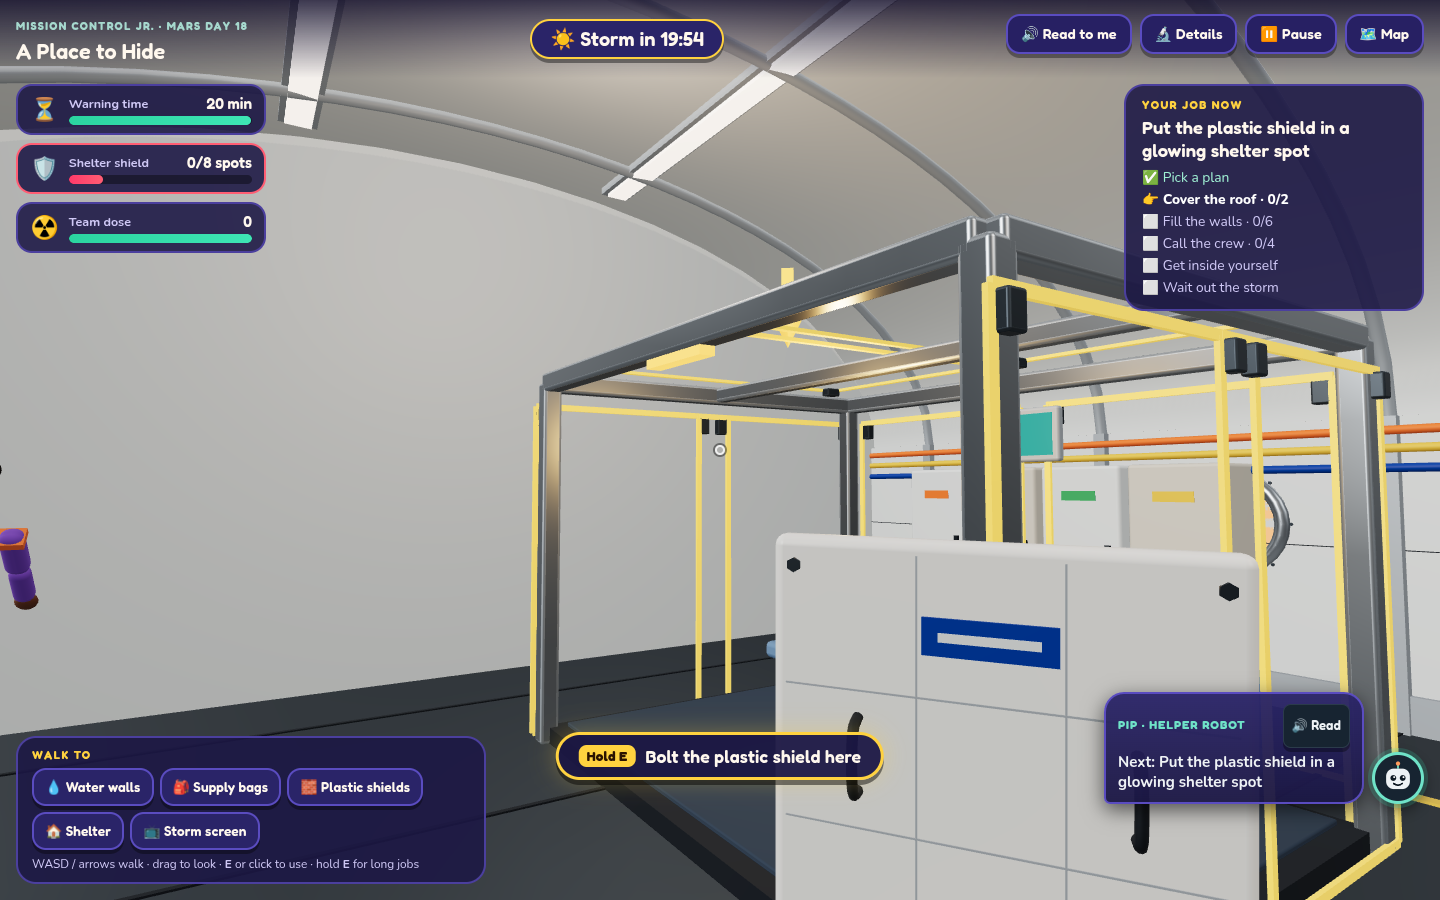 MISSION CONTROL JR. · MARS DAY 18
A Place to Hide
Storm in 19:54
Read to me
Details
Pause
Map
Warning time 20 min
Shelter shield 0/8 spots
Team dose 0
YOUR JOB NOW
Put the plastic shield in a
glowing shelter spot
Pick a plan
Cover the roof · 0/2
Fill the walls · 0/6
Call the crew · 0/4
Get inside yourself
Wait out the storm
Hold E Bolt the plastic shield here
PIP · HELPER ROBOT
Read
Next: Put the plastic shield in a
glowing shelter spot
WALK TO
Water walls
Supply bags
Plastic shields
Shelter
Storm screen
WASD / arrows walk · drag to look · E or click to use · hold E for long jobs